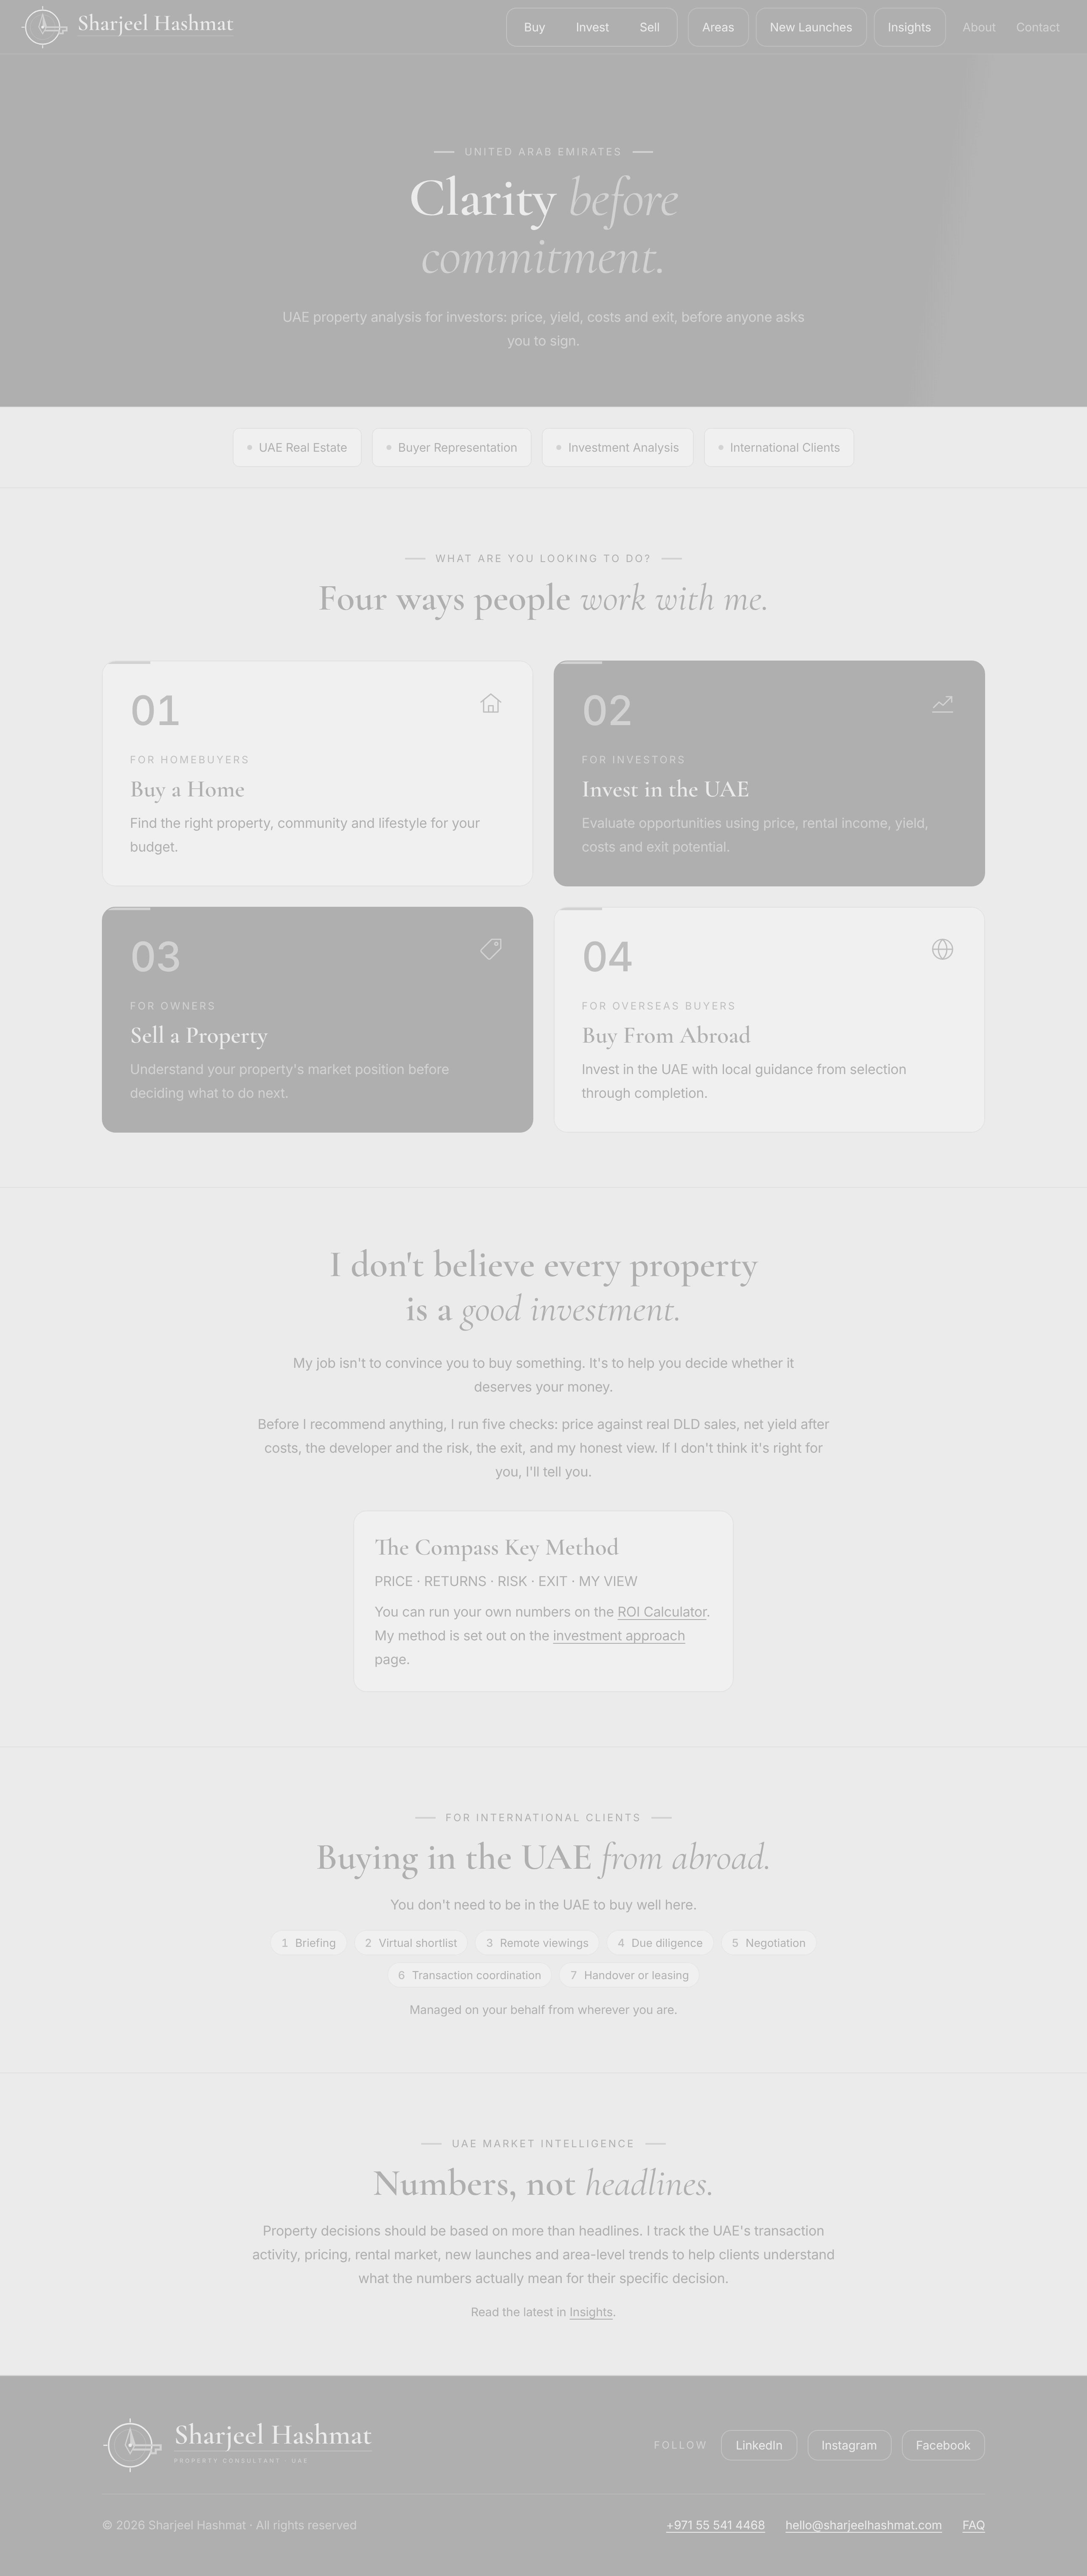 Sharjeel Hashmat
Buy Invest Sell Areas New Launches Insights About Contact
UNITED ARAB EMIRATES
Clarity before
commitment.
UAE property analysis for investors: price, yield, costs and exit, before anyone asks
you to sign.
UAE Real Estate
Buyer Representation
Investment Analysis
International Clients
WHAT ARE YOU LOOKING TO DO?
Four ways people work with me.
01
FOR HOMEBUYERS
Buy a Home
Find the right property, community and lifestyle for your
budget.
02
FOR INVESTORS
Invest in the UAE
Evaluate opportunities using price, rental income, yield,
costs and exit potential.
03
FOR OWNERS
Sell a Property
Understand your property's market position before
deciding what to do next.
04
FOR OVERSEAS BUYERS
Buy From Abroad
Invest in the UAE with local guidance from selection
through completion.
I don't believe every property
is a good investment.
My job isn't to convince you to buy something. It's to help you decide whether it
deserves your money.
Before I recommend anything, I run five checks: price against real DLD sales, net yield after
costs, the developer and the risk, the exit, and my honest view. If I don't think it's right for
you, I'll tell you.
The Compass Key Method
PRICE · RETURNS · RISK · EXIT · MY VIEW
You can run your own numbers on the ROI Calculator.
My method is set out on the investment approach
page.
FOR INTERNATIONAL CLIENTS
Buying in the UAE from abroad.
You don't need to be in the UAE to buy well here.
1 Briefing 2 Virtual shortlist 3 Remote viewings 4 Due diligence 5 Negotiation
6 Transaction coordination 7 Handover or leasing
Managed on your behalf from wherever you are.
UAE MARKET INTELLIGENCE
Numbers, not headlines.
Property decisions should be based on more than headlines. I track the UAE's transaction
activity, pricing, rental market, new launches and area-level trends to help clients understand
what the numbers actually mean for their specific decision.
Read the latest in Insights.
Sharjeel Hashmat
PROPERTY CONSULTANT · UAE
FOLLOW LinkedIn Instagram Facebook
© 2026 Sharjeel Hashmat · All rights reserved
+971 55 541 4468 hello@sharjeelhashmat.com FAQ